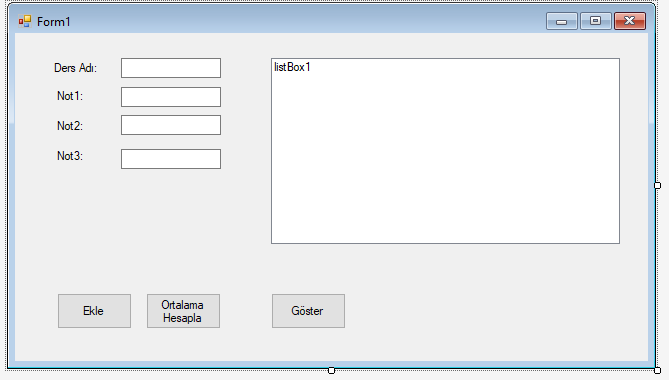 Form1
Ders Adı:
listBox1
Not1:
Not2:
Not3:
Ekle
Ortalama
Hesapla
Göster